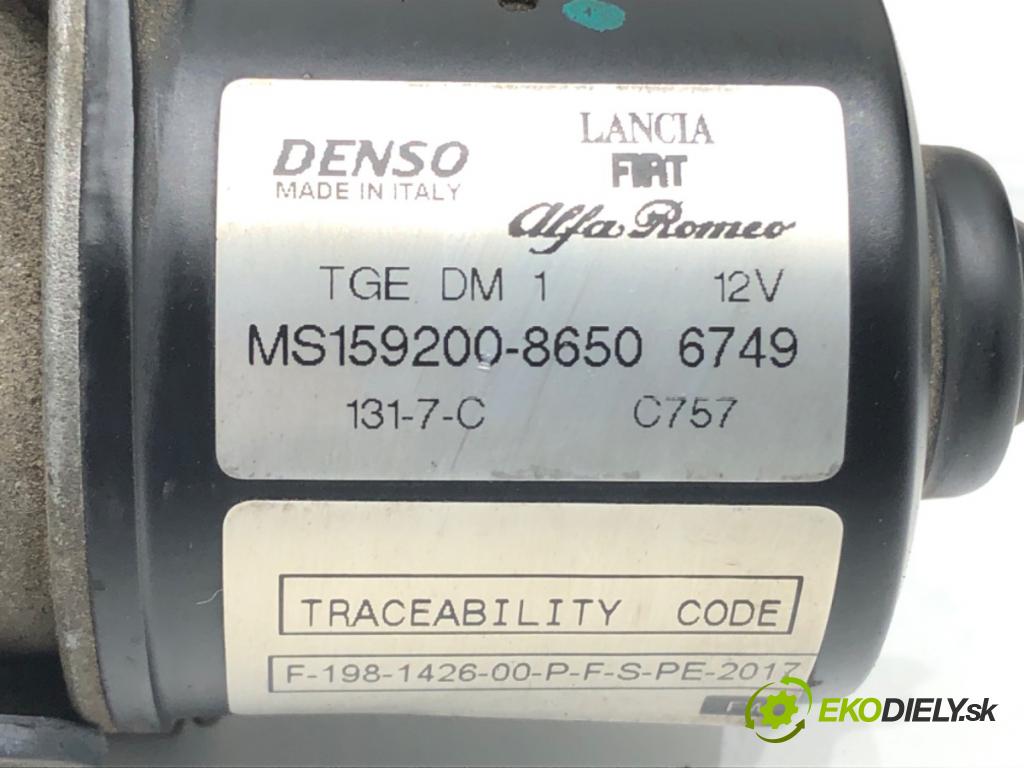 DENSO
MADE IN ITALY
LANCIA
FIAT
Alfa Romeo
TGE DM 1 12V
MS159200-8650 6749
131-7-C C757
TRACEABILITY CODE
F-198-1426-00-P-F-S-PE-2017
EKODIELY.sk